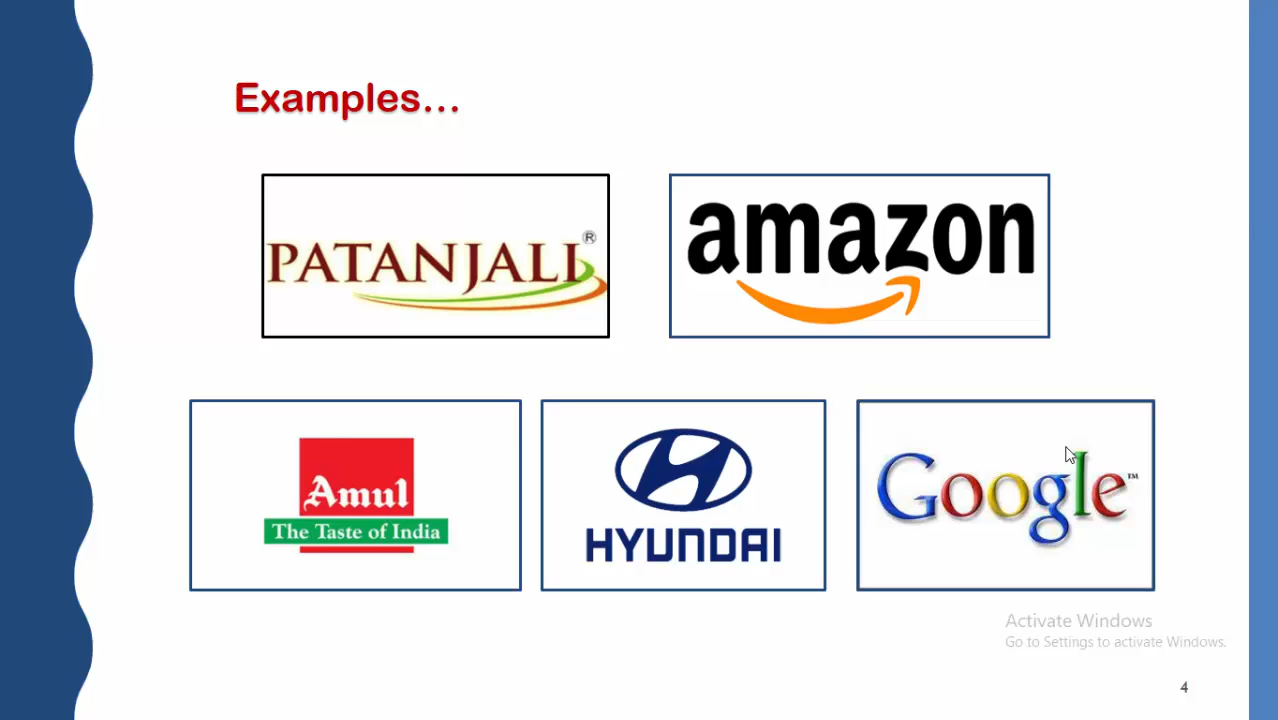 Examples...
PATANJALI®
amazon
Amul
The Taste of India
HYUNDAI
Google™
Activate Windows
Go to Settings to activate Windows.
4